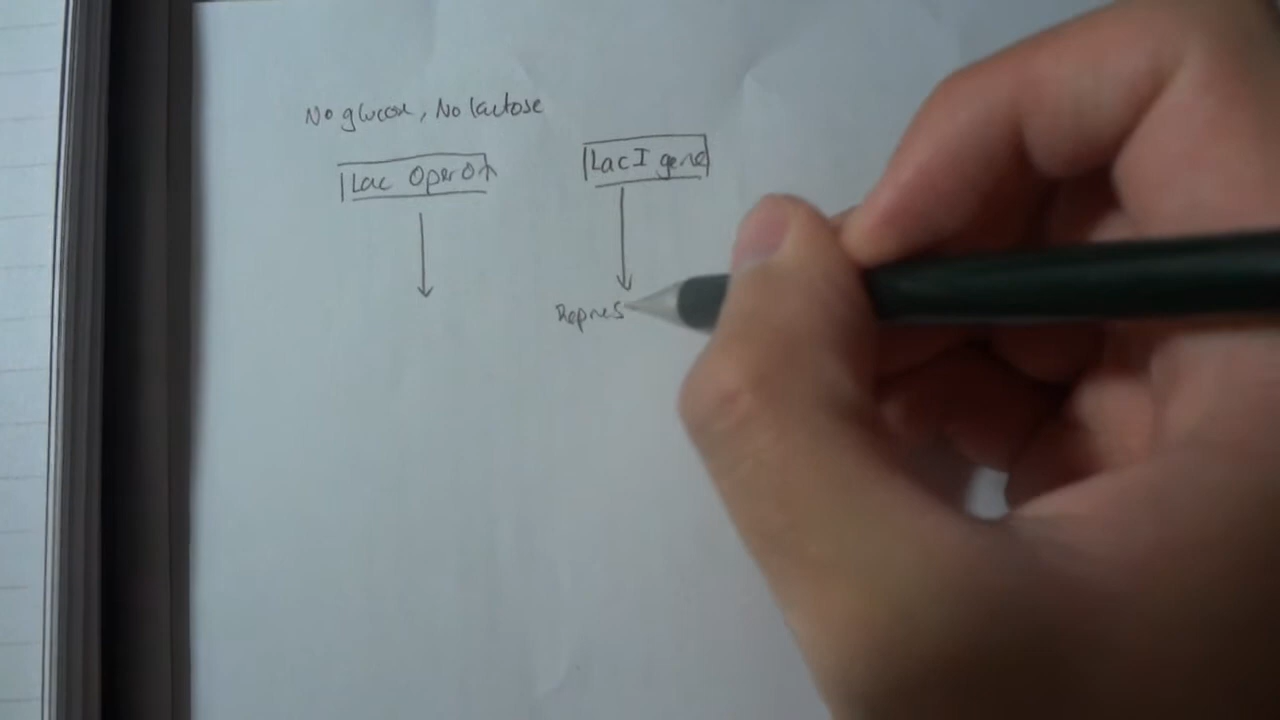 No glucose, No lactose
Lac Operon
LacI gene
Repres